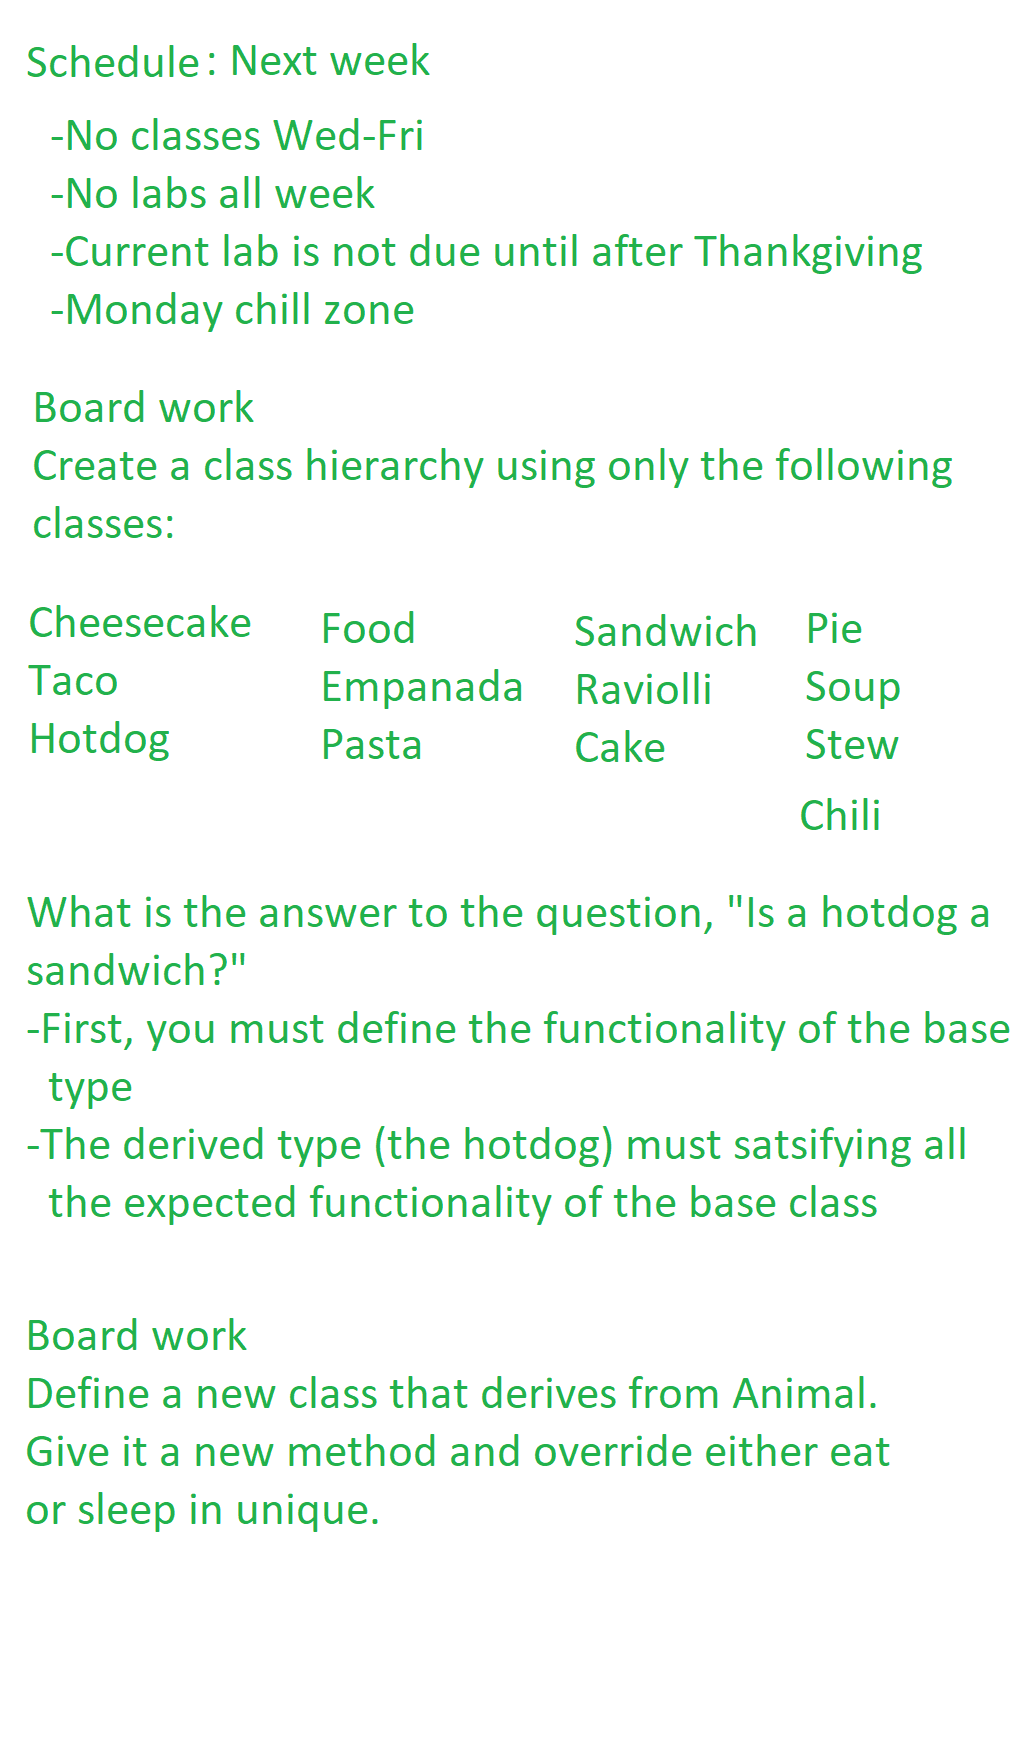 Schedule: Next week
-No classes Wed-Fri
-No labs all week
-Current lab is not due until after Thankgiving
-Monday chill zone
Board work
Create a class hierarchy using only the following
classes:
Cheesecake
Taco
Hotdog
Food
Empanada
Pasta
Sandwich
Raviolli
Cake
Pie
Soup
Stew
Chili
What is the answer to the question, "Is a hotdog a
sandwich?"
-First, you must define the functionality of the base
type
-The derived type (the hotdog) must satsifying all
the expected functionality of the base class
Board work
Define a new class that derives from Animal.
Give it a new method and override either eat
or sleep in unique.